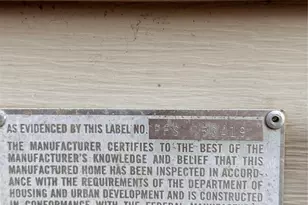 AS EVIDENCED BY THIS LABEL NO. PFS
THE MANUFACTURER CERTIFIES TO THE BEST OF THE
MANUFACTURER'S KNOWLEDGE AND BELIEF THAT THIS
MANUFACTURED HOME HAS BEEN INSPECTED IN ACCORD-
ANCE WITH THE REQUIREMENTS OF THE DEPARTMENT OF
HOUSING AND URBAN DEVELOPMENT AND IS CONSTRUCTED
IN CONFORMANCE WITH THE FEDERAL